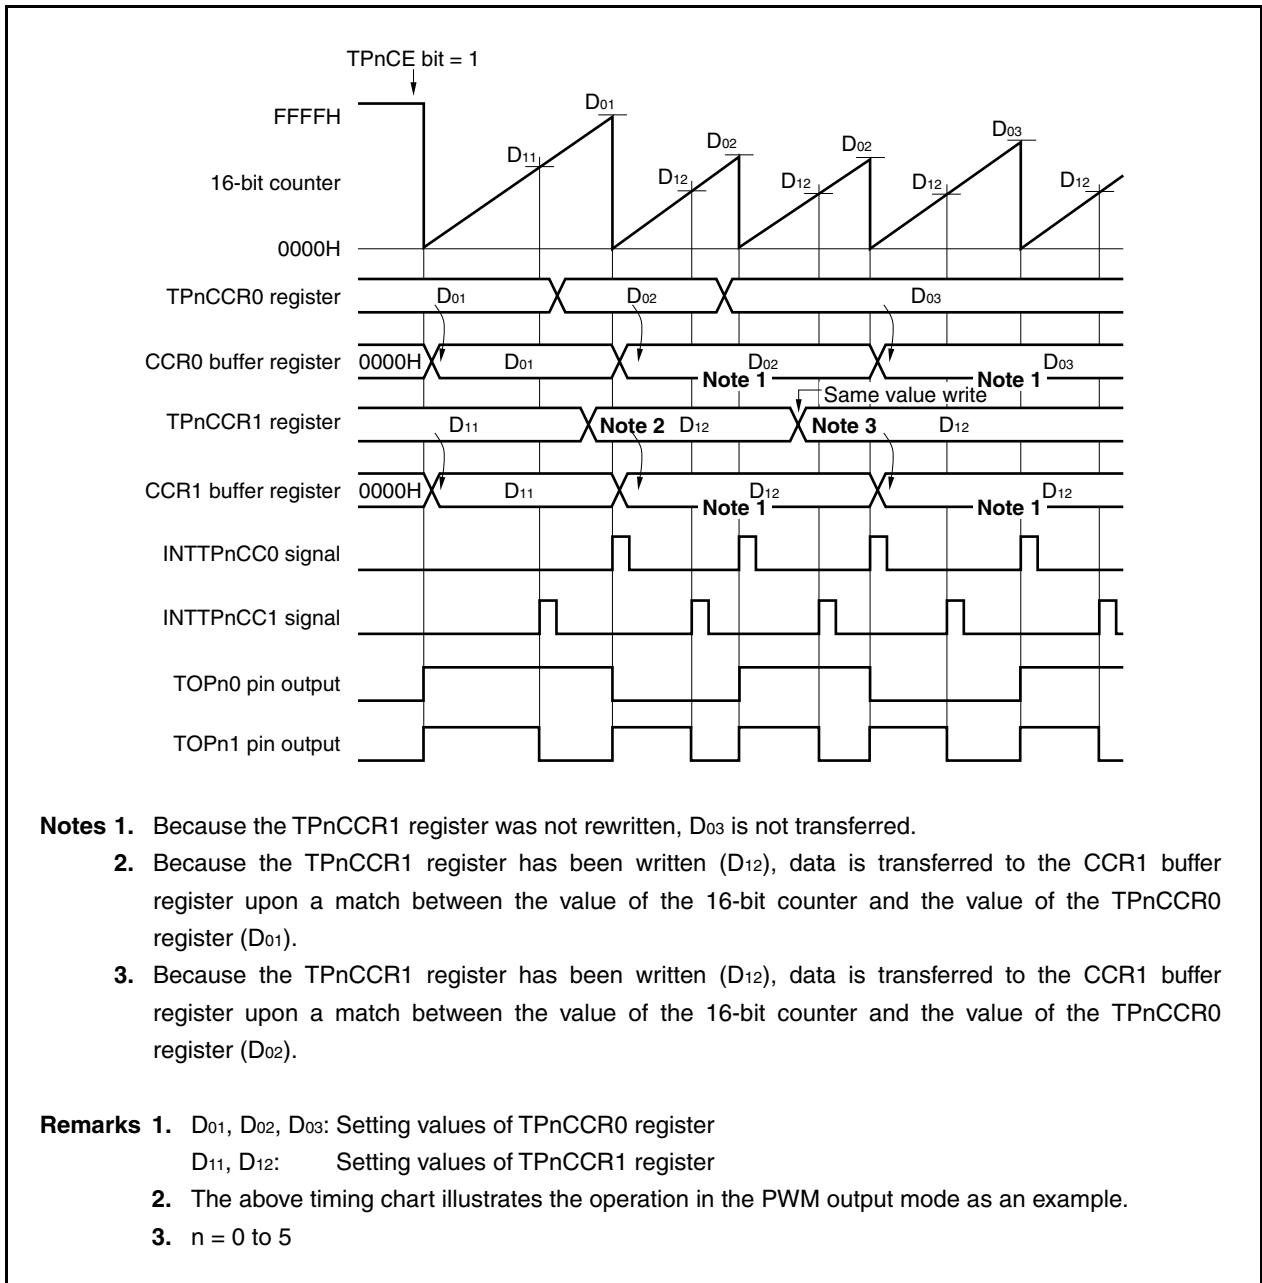 TPnCE bit = 1
FFFFH
D01
D11
D02
D02
D03
16-bit counter
D12
D12
D12
D12
0000H
TPnCCR0 register
D01
D02
D03
CCR0 buffer register
0000H
D01
D02
D03
Note 1
Note 1
Same value write
TPnCCR1 register
D11
Note 2
D12
Note 3
D12
CCR1 buffer register
0000H
D11
D12
D12
Note 1
Note 1
INTTPnCC0 signal
INTTPnCC1 signal
TOPn0 pin output
TOPn1 pin output
Notes 1. Because the TPnCCR1 register was not rewritten, D03 is not transferred.
2. Because the TPnCCR1 register has been written (D12), data is transferred to the CCR1 buffer
register upon a match between the value of the 16-bit counter and the value of the TPnCCR0
register (D01).
3. Because the TPnCCR1 register has been written (D12), data is transferred to the CCR1 buffer
register upon a match between the value of the 16-bit counter and the value of the TPnCCR0
register (D02).
Remarks 1. D01, D02, D03: Setting values of TPnCCR0 register
D11, D12: Setting values of TPnCCR1 register
2. The above timing chart illustrates the operation in the PWM output mode as an example.
3. n = 0 to 5